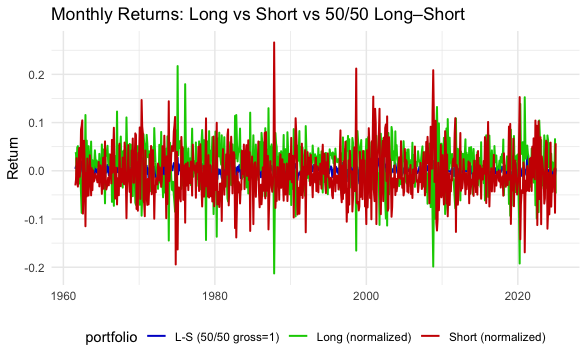 Monthly Returns: Long vs Short vs 50/50 Long–Short
Return
0.2
0.1
0.0
-0.1
-0.2
1960
1980
2000
2020
portfolio
L-S (50/50 gross=1)
Long (normalized)
Short (normalized)